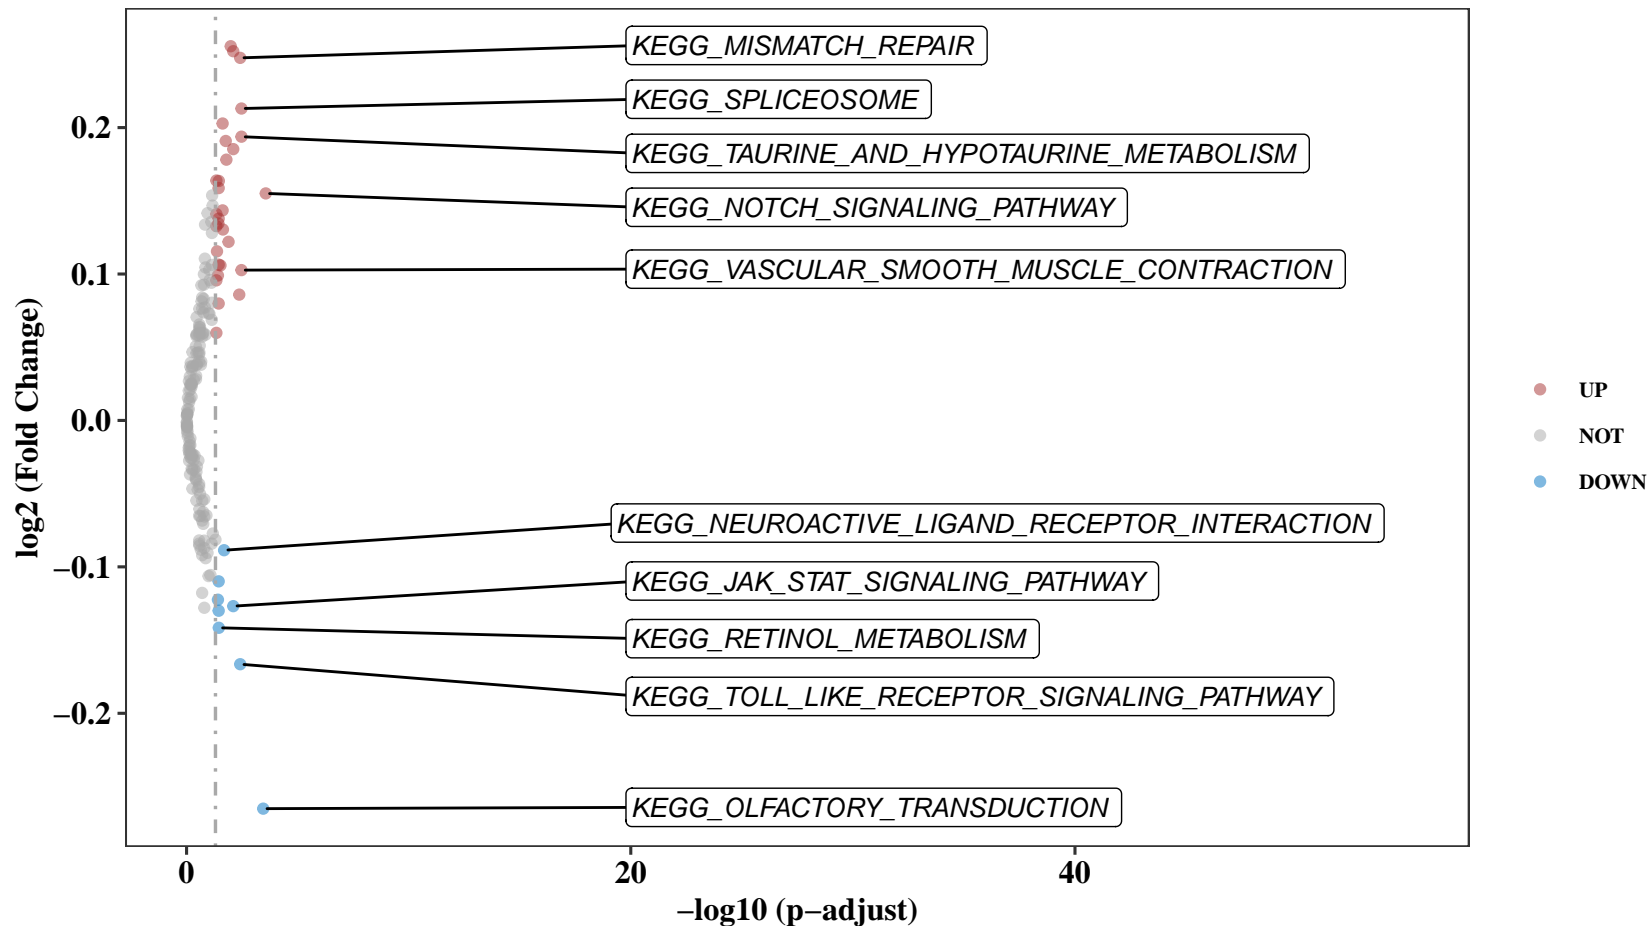 KEGG_MISMATCH_REPAIR
KEGG_SPLICEOSOME
0.2
KEGG_TAURINE_AND_HYPOTAURINE_METABOLISM
KEGG_NOTCH_SIGNALING_PATHWAY
0.1
KEGG_VASCULAR_SMOOTH_MUSCLE_CONTRACTION
log2 (Fold Change)
UP
0.0
NOT
DOWN
KEGG_NEUROACTIVE_LIGAND_RECEPTOR_INTERACTION
−0.1
KEGG_JAK_STAT_SIGNALING_PATHWAY
KEGG_RETINOL_METABOLISM
KEGG_TOLL_LIKE_RECEPTOR_SIGNALING_PATHWAY
−0.2
KEGG_OLFACTORY_TRANSDUCTION
0 20 40
−log10 (p−adjust)